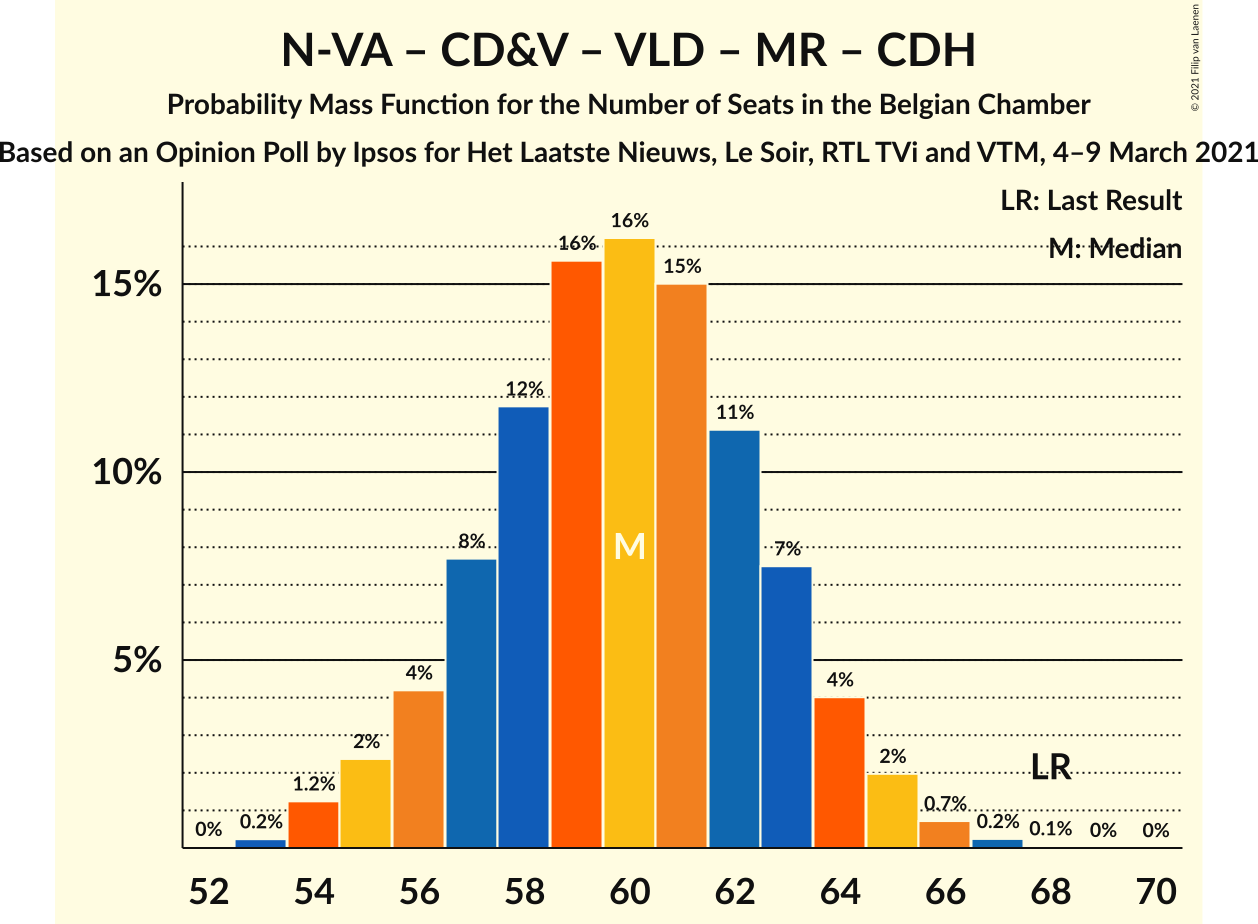 N-VA – CD&V – VLD – MR – CDH
Probability Mass Function for the Number of Seats in the Belgian Chamber
Based on an Opinion Poll by Ipsos for Het Laatste Nieuws, Le Soir, RTL TVi and VTM, 4–9 March 2021
© 2021 Filip van Laenen
LR: Last Result
M: Median
15%
10%
5%
0%
0.2%
1.2%
2%
4%
8%
12%
16%
16%
15%
11%
7%
4%
2%
0.7%
0.2%
0.1%
0%
0%
M
LR
52 54 56 58 60 62 64 66 68 70